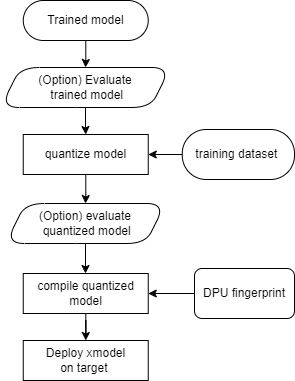 Trained model
(Option) Evaluate
trained model
quantize model
training dataset
(Option) evaluate
quantized model
compile quantized
model
DPU fingerprint
Deploy xmodel
on target